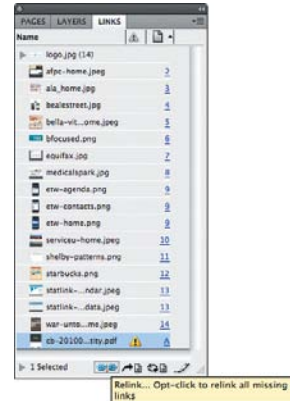 PAGES LAYERS LINKS
Name
logo.jpg (14)
afpc-home.jpeg 2
ala_home.jpg 3
bealestreet.jpg 4
bella-vit...ome.jpeg 5
bfocused.png 6
equifax.jpg 7
medicalspark.jpg 8
etw-agenda.png 9
etw-contacts.png 9
etw-home.png 9
serviceu-home.jpeg 10
shelby-patterns.png 11
starbucks.png 12
statlink-...ndar.jpeg 13
statlink-...data.jpeg 13
war-unto...me.jpeg 14
cb-20100...tity.pdf 6
1 Selected
Relink... Opt-click to relink all missing
links